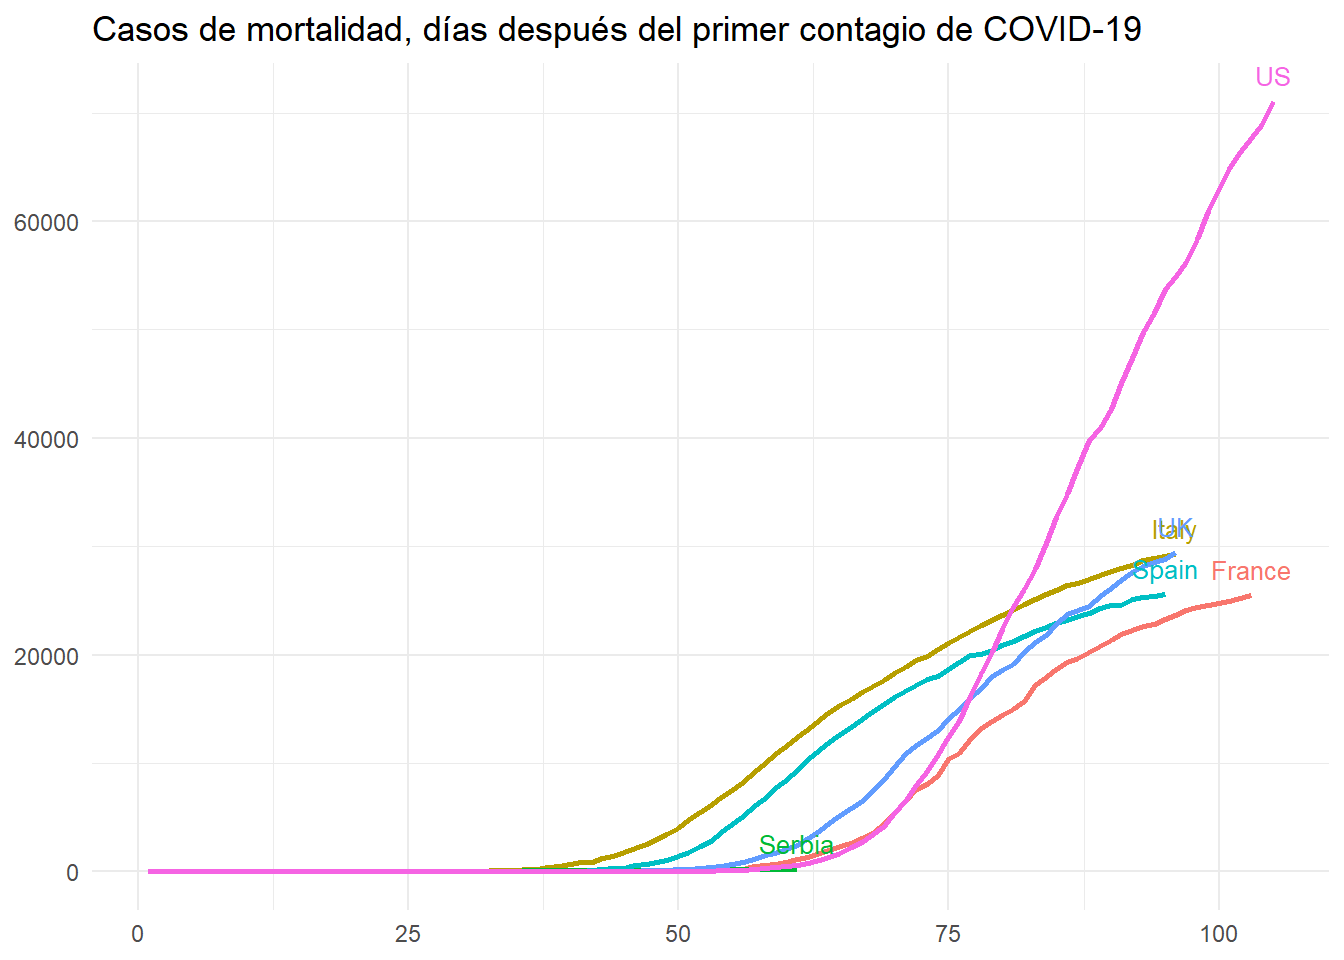 Casos de mortalidad, días después del primer contagio de COVID-19
US
60000
40000
Italy
UK
Spain
France
20000
Serbia
0
0 25 50 75 100